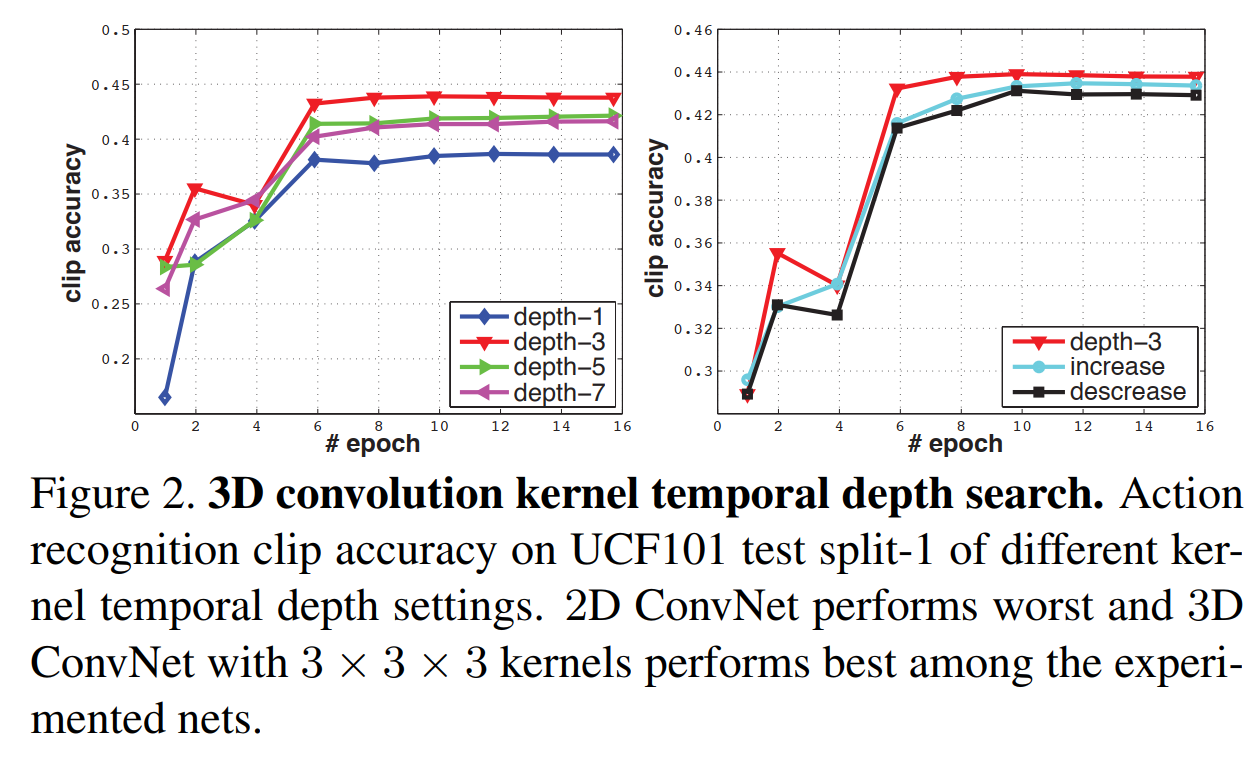 0.5
0.45
0.4
0.35
0.3
0.25
0.2
clip accuracy
0 2 4 6 8 10 12 14 16
# epoch
depth-1
depth-3
depth-5
depth-7
0.46
0.44
0.42
0.4
0.38
0.36
0.34
0.32
0.3
clip accuracy
0 2 4 6 8 10 12 14 16
# epoch
depth-3
increase
descrease
Figure 2. 3D convolution kernel temporal depth search. Action
recognition clip accuracy on UCF101 test split-1 of different ker-
nel temporal depth settings. 2D ConvNet performs worst and 3D
ConvNet with 3 × 3 × 3 kernels performs best among the experi-
mented nets.